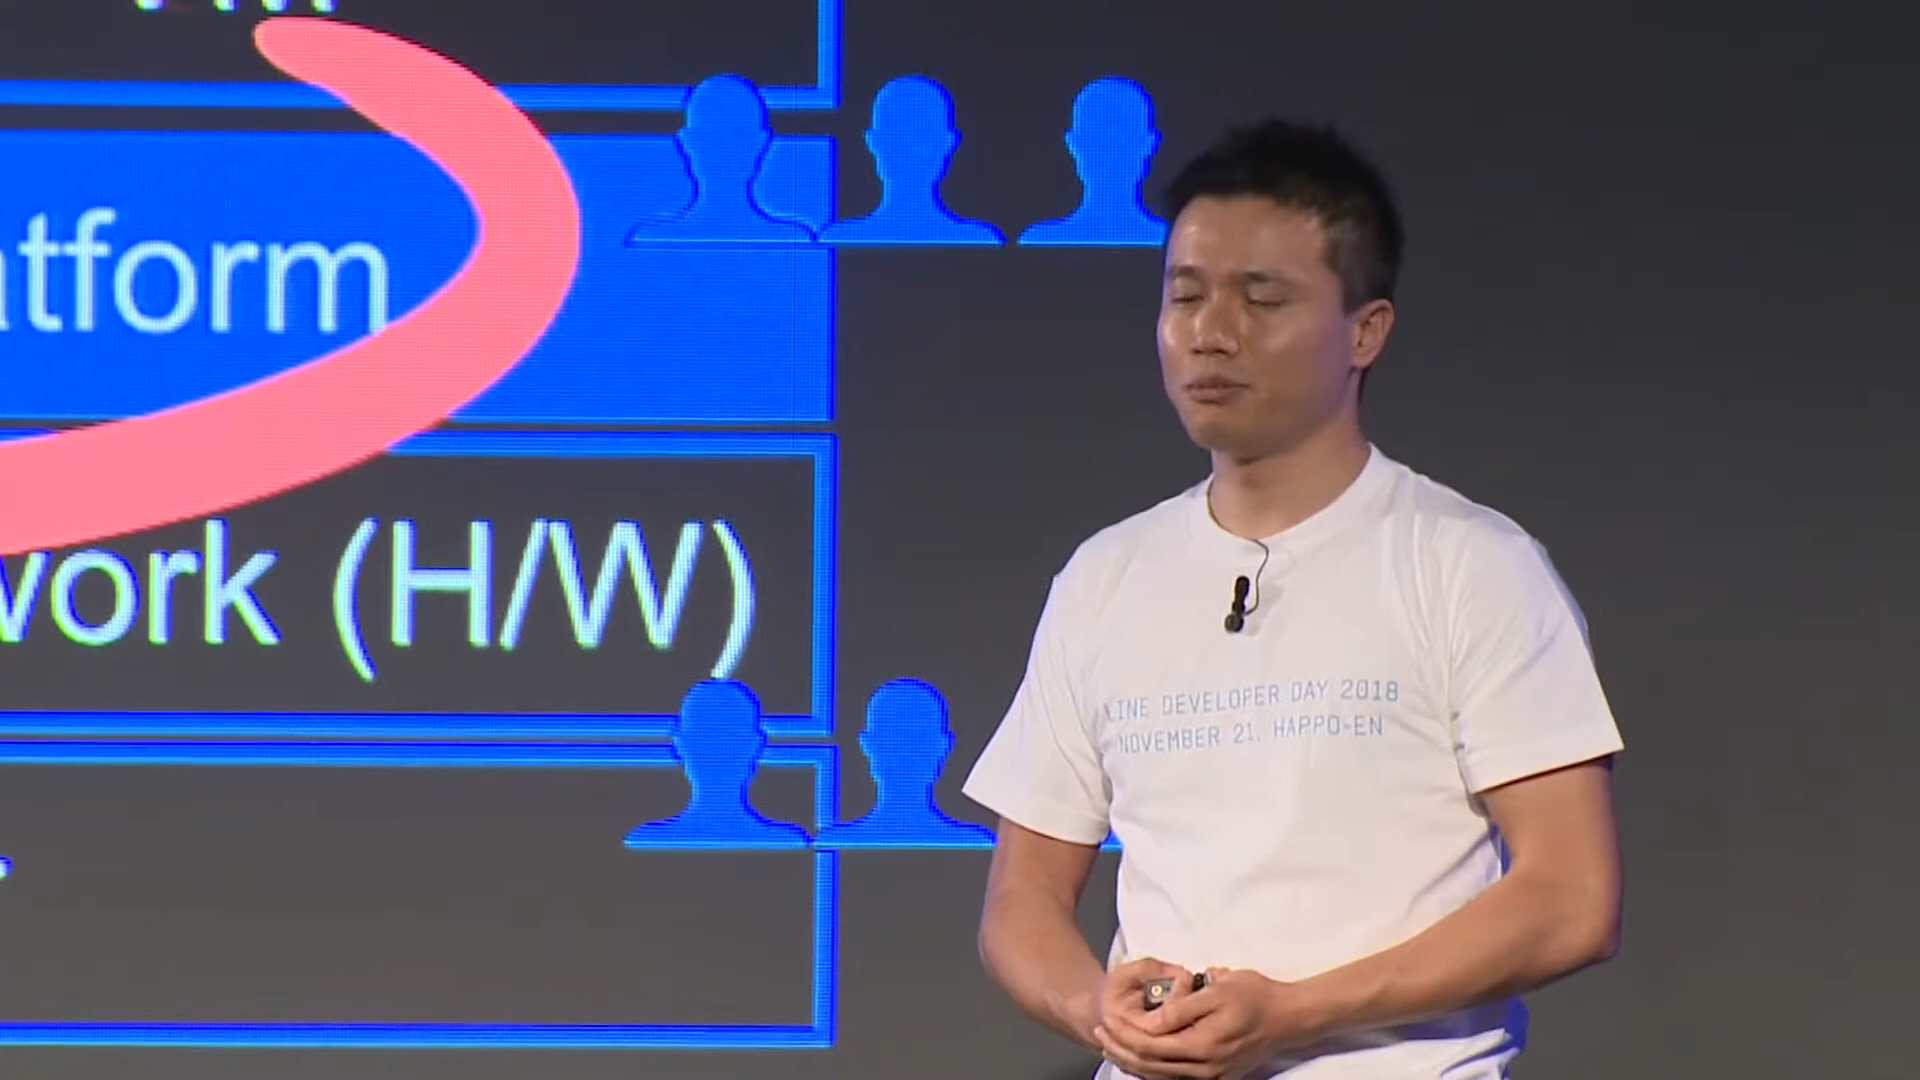 atform
work (H/W)
LINE DEVELOPER DAY 2018
NOVEMBER 21. HAPPO-EN